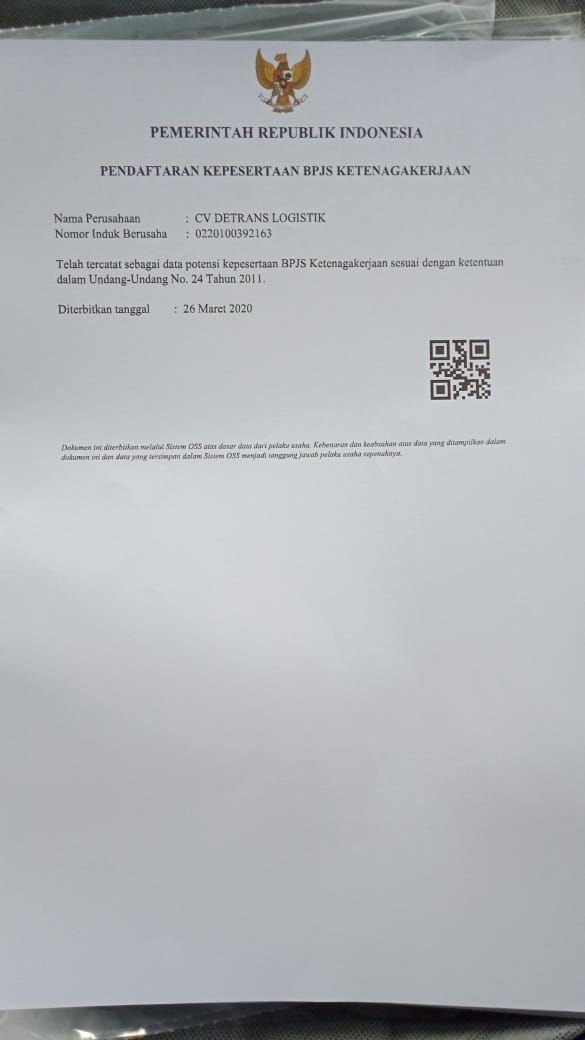 PEMERINTAH REPUBLIK INDONESIA
PENDAFTARAN KEPESERTAAN BPJS KETENAGAKERJAAN
Nama Perusahaan : CV DETRANS LOGISTIK
Nomor Induk Berusaha : 0220100392163
Telah tercatat sebagai data potensi kepesertaan BPJS Ketenagakerjaan sesuai dengan ketentuan
dalam Undang-Undang No. 24 Tahun 2011.
Diterbitkan tanggal : 26 Maret 2020
Dokumen ini diterbitkan melalui Sistem OSS atas dasar data dari pelaku usaha. Kebenaran dan keabsahan atas data yang ditampilkan dalam
dokumen ini dan data yang tersimpan dalam Sistem OSS menjadi tanggung jawab pelaku usaha sepenuhnya.